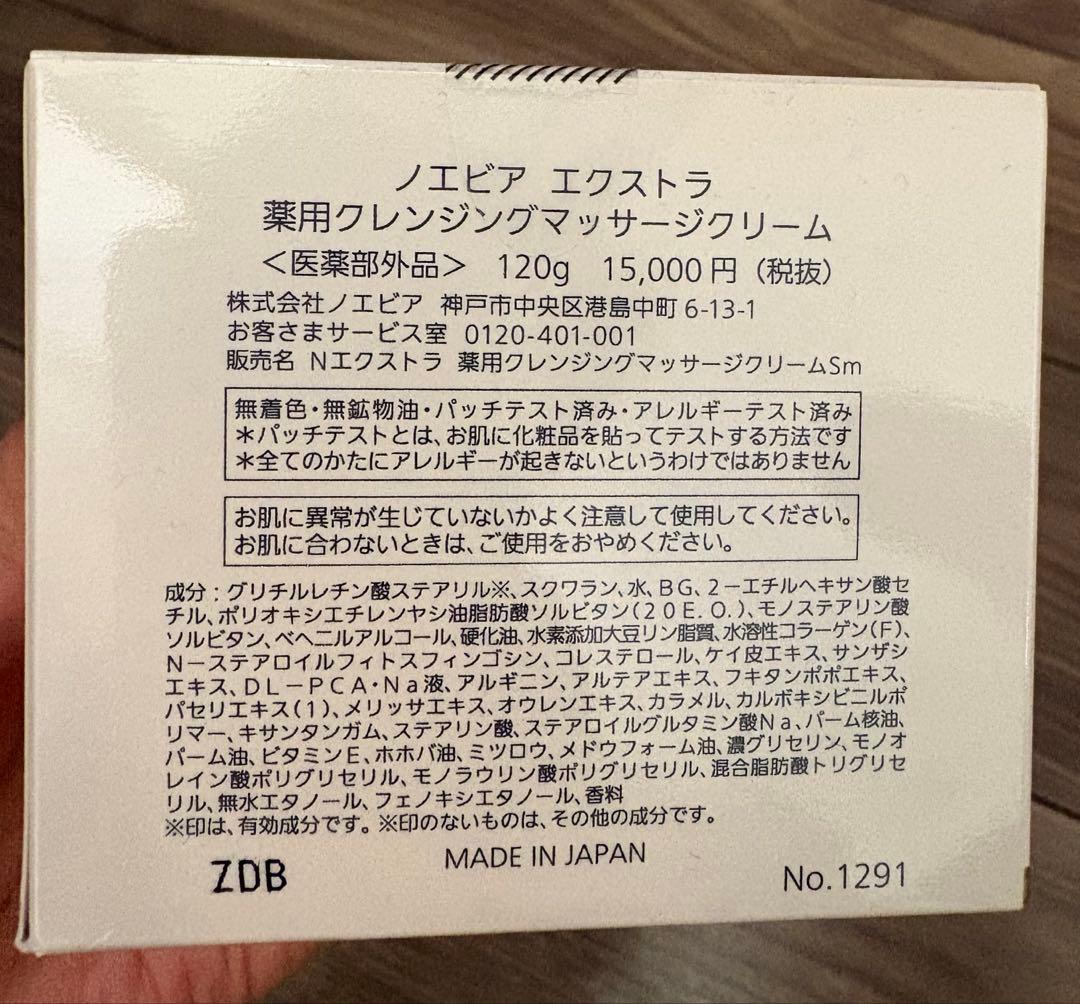 ノエビア エクストラ
薬用クレンジングマッサージクリーム
＜医薬部外品＞ 120g 15,000円（税抜）
株式会社ノエビア 神戸市中央区港島中町 6-13-1
お客さまサービス室 0120-401-001
販売名 Nエクストラ 薬用クレンジングマッサージクリームSm
無着色・無鉱物油・パッチテスト済み・アレルギーテスト済み
＊パッチテストとは、お肌に化粧品を貼ってテストする方法です
＊全てのかたにアレルギーが起きないというわけではありません
お肌に異常が生じていないかよく注意して使用してください。
お肌に合わないときは、ご使用をおやめください。
成分：グリチルレチン酸ステアリル※、スクワラン、水、BG、2－エチルヘキサン酸セ
チル、ポリオキシエチレンヤシ油脂肪酸ソルビタン（20E.O.）、モノステアリン酸
ソルビタン、ベヘニルアルコール、硬化油、水素添加大豆リン脂質、水溶性コラーゲン（F）、
N－ステアロイルフィトスフィンゴシン、コレステロール、ケイ皮エキス、サンザシ
エキス、DL－PCA・Na液、アルギニン、アルテアエキス、フキタンポポエキス、
パセリエキス（1）、メリッサエキス、オウレンエキス、カラメル、カルボキシビニルポ
リマー、キサンタンガム、ステアリン酸、ステアロイルグルタミン酸Na、パーム核油、
パーム油、ビタミンE、ホホバ油、ミツロウ、メドウフォーム油、濃グリセリン、モノオ
レイン酸ポリグリセリル、モノラウリン酸ポリグリセリル、混合脂肪酸トリグリセ
リル、無水エタノール、フェノキシエタノール、香料
※印は、有効成分です。※印のないものは、その他の成分です。
MADE IN JAPAN
ZDB
No.1291